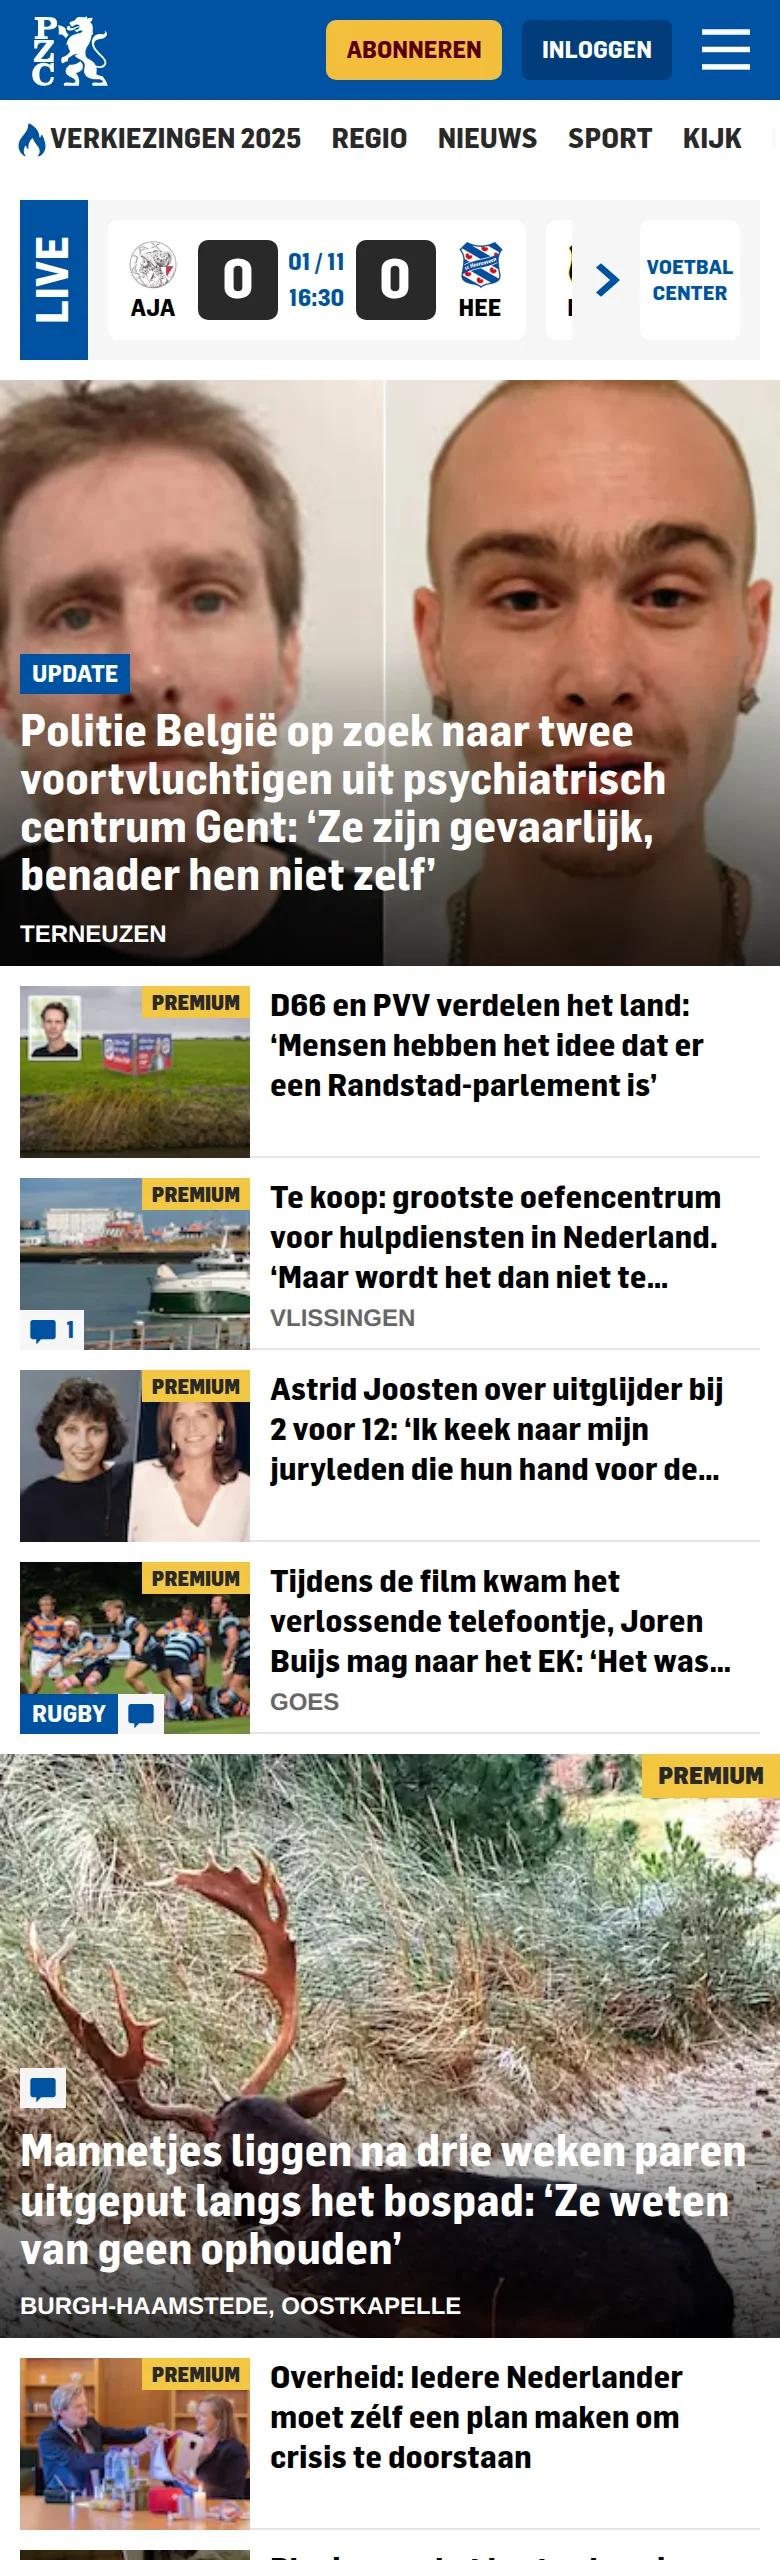 PZC
ABONNEREN
INLOGGEN
VERKIEZINGEN 2025 REGIO NIEUWS SPORT KIJK
LIVE
AJA 0 01 / 11 16:30 0 HEE
VOETBAL
CENTER
UPDATE
Politie België op zoek naar twee
voortvluchtigen uit psychiatrisch
centrum Gent: ‘Ze zijn gevaarlijk,
benader hen niet zelf’
TERNEUZEN
PREMIUM
D66 en PVV verdelen het land:
‘Mensen hebben het idee dat er
een Randstad-parlement is’
PREMIUM
1
Te koop: grootste oefencentrum
voor hulpdiensten in Nederland.
‘Maar wordt het dan niet te...
VLISSINGEN
PREMIUM
Astrid Joosten over uitglijder bij
2 voor 12: ‘Ik keek naar mijn
juryleden die hun hand voor de...
PREMIUM
RUGBY
Tijdens de film kwam het
verlossende telefoontje, Joren
Buijs mag naar het EK: ‘Het was...
GOES
PREMIUM
Mannetjes liggen na drie weken paren
uitgeput langs het bospad: ‘Ze weten
van geen ophouden’
BURGH-HAAMSTEDE, OOSTKAPELLE
PREMIUM
Overheid: Iedere Nederlander
moet zélf een plan maken om
crisis te doorstaan